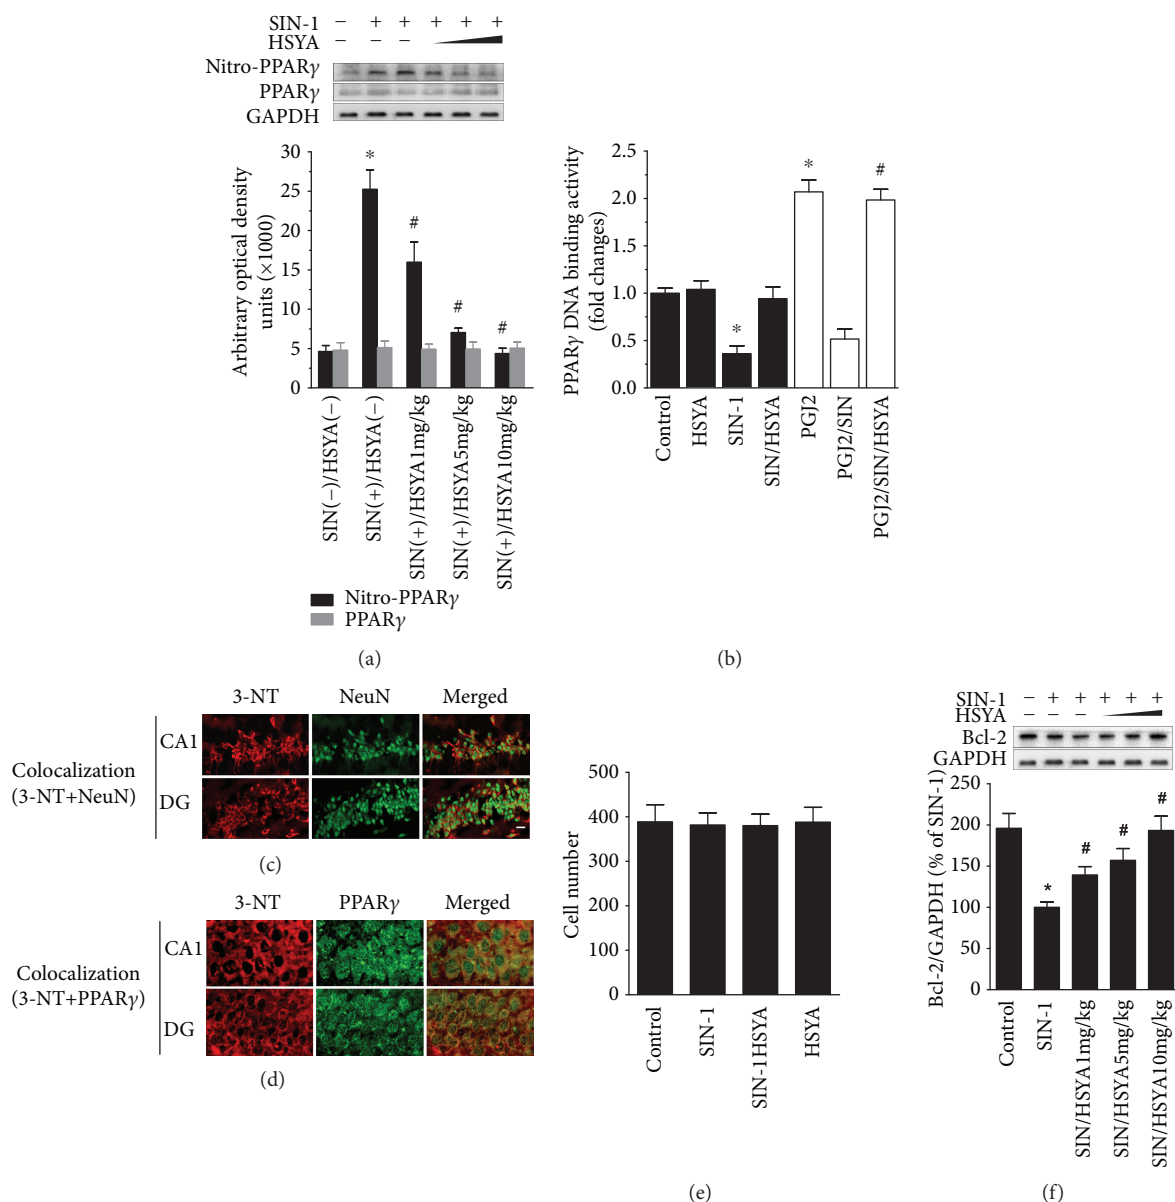 SIN-1 − + + + + +
HSYA − − −
Nitro-PPARγ
PPARγ
GAPDH
Arbitrary optical density
units (×1000)
30
25
20
15
10
5
0
*
#
#
#
SIN(−)/HSYA(−)
SIN(+)/HSYA(−)
SIN(+)/HSYA1mg/kg
SIN(+)/HSYA5mg/kg
SIN(+)/HSYA10mg/kg
Nitro-PPARγ
PPARγ
(a)
PPARγ DNA binding activity
(fold changes)
2.5
2.0
1.5
1.0
0.5
0.0
*
*
#
Control
HSYA
SIN-1
SIN/HSYA
PGJ2
PGJ2/SIN
PGJ2/SIN/HSYA
(b)
3-NT NeuN Merged
Colocalization
(3-NT+NeuN)
CA1
DG
(c)
3-NT PPARγ Merged
Colocalization
(3-NT+PPARγ)
CA1
DG
(d)
Cell number
500
400
300
200
100
0
Control
SIN-1
SIN-1HSYA
HSYA
(e)
SIN-1 − + + + + +
HSYA − − −
Bcl-2
GAPDH
Bcl-2/GAPDH (% of SIN-1)
250
200
150
100
50
0
*
#
#
#
Control
SIN-1
SIN/HSYA1mg/kg
SIN/HSYA5mg/kg
SIN/HSYA10mg/kg
(f)